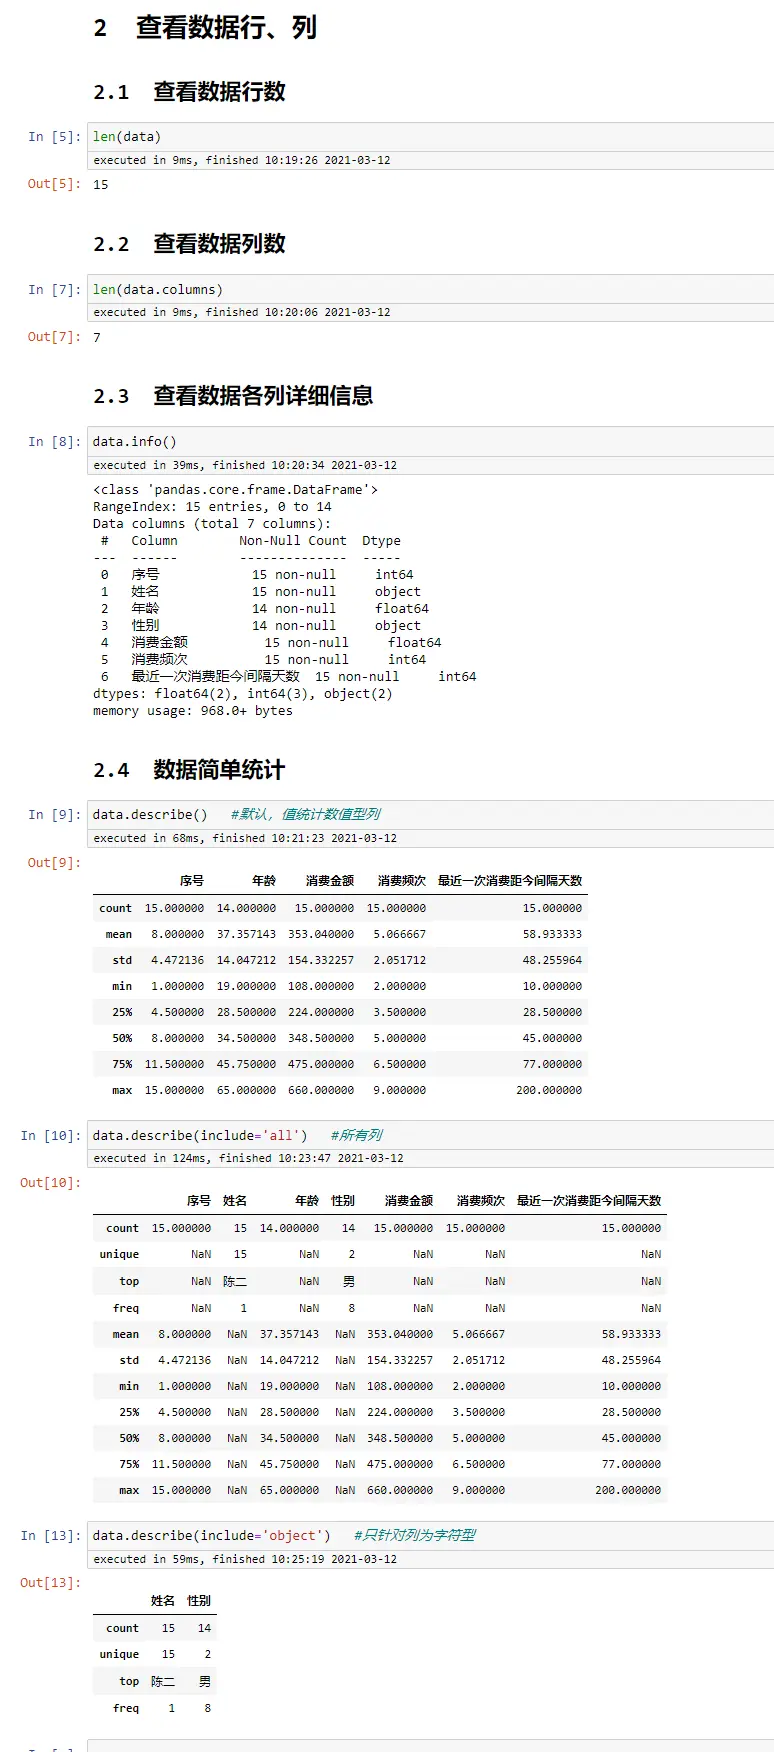 2 查看数据行、列
2.1 查看数据行数
In [5]: len(data)
executed in 9ms, finished 10:19:26 2021-03-12
Out[5]: 15
2.2 查看数据列数
In [7]: len(data.columns)
executed in 9ms, finished 10:20:06 2021-03-12
Out[7]: 7
2.3 查看数据各列详细信息
In [8]: data.info()
executed in 39ms, finished 10:20:34 2021-03-12
<class 'pandas.core.frame.DataFrame'>
RangeIndex: 15 entries, 0 to 14
Data columns (total 7 columns):
# Column Non-Null Count Dtype
--- ------ -------------- -----
0 序号 15 non-null int64
1 姓名 15 non-null object
2 年龄 14 non-null float64
3 性别 14 non-null object
4 消费金额 15 non-null float64
5 消费频次 15 non-null int64
6 最近一次消费距今间隔天数 15 non-null int64
dtypes: float64(2), int64(3), object(2)
memory usage: 968.0+ bytes
2.4 数据简单统计
In [9]: data.describe() #默认，值统计数值型列
executed in 68ms, finished 10:21:23 2021-03-12
Out[9]:
序号 年龄 消费金额 消费频次 最近一次消费距今间隔天数
count 15.000000 14.000000 15.000000 15.000000 15.000000
mean 8.000000 37.357143 353.040000 5.066667 58.933333
std 4.472136 14.047212 154.332257 2.051712 48.255964
min 1.000000 19.000000 108.000000 2.000000 10.000000
25% 4.500000 28.500000 224.000000 3.500000 28.500000
50% 8.000000 34.500000 348.500000 5.000000 45.000000
75% 11.500000 45.750000 475.000000 6.500000 77.000000
max 15.000000 65.000000 660.000000 9.000000 200.000000
In [10]: data.describe(include='all') #所有列
executed in 124ms, finished 10:23:47 2021-03-12
Out[10]:
序号 姓名 年龄 性别 消费金额 消费频次 最近一次消费距今间隔天数
count 15.000000 15 14.000000 14 15.000000 15.000000 15.000000
unique NaN 15 NaN 2 NaN NaN NaN
top NaN 陈二 NaN 男 NaN NaN NaN
freq NaN 1 NaN 8 NaN NaN NaN
mean 8.000000 NaN 37.357143 NaN 353.040000 5.066667 58.933333
std 4.472136 NaN 14.047212 NaN 154.332257 2.051712 48.255964
min 1.000000 NaN 19.000000 NaN 108.000000 2.000000 10.000000
25% 4.500000 NaN 28.500000 NaN 224.000000 3.500000 28.500000
50% 8.000000 NaN 34.500000 NaN 348.500000 5.000000 45.000000
75% 11.500000 NaN 45.750000 NaN 475.000000 6.500000 77.000000
max 15.000000 NaN 65.000000 NaN 660.000000 9.000000 200.000000
In [13]: data.describe(include='object') #只针对列为字符型
executed in 59ms, finished 10:25:19 2021-03-12
Out[13]:
姓名 性别
count 15 14
unique 15 2
top 陈二 男
freq 1 8